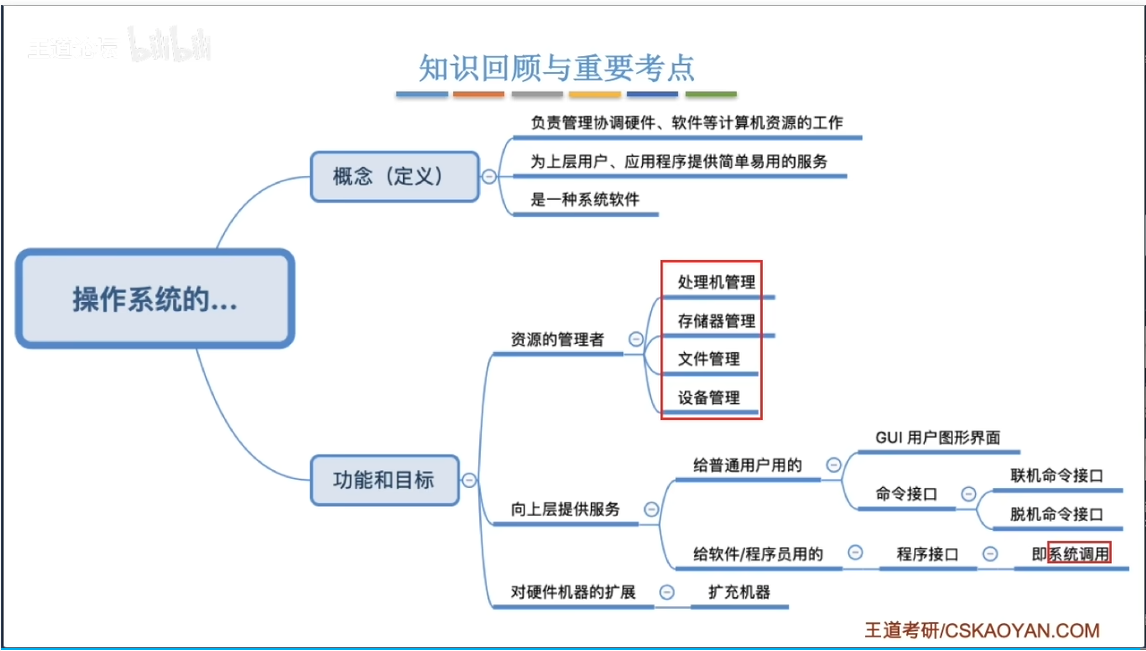 王道论坛 bilibili
知识回顾与重要考点
负责管理协调硬件、软件等计算机资源的工作
为上层用户、应用程序提供简单易用的服务
概念（定义）
是一种系统软件
操作系统的...
处理机管理
存储器管理
资源的管理者
文件管理
设备管理
功能和目标
GUI 用户图形界面
给普通用户用的
联机命令接口
命令接口
向上层提供服务
脱机命令接口
给软件/程序员用的
程序接口
即系统调用
对硬件机器的扩展
扩充机器
王道考研/CSKAOYAN.COM